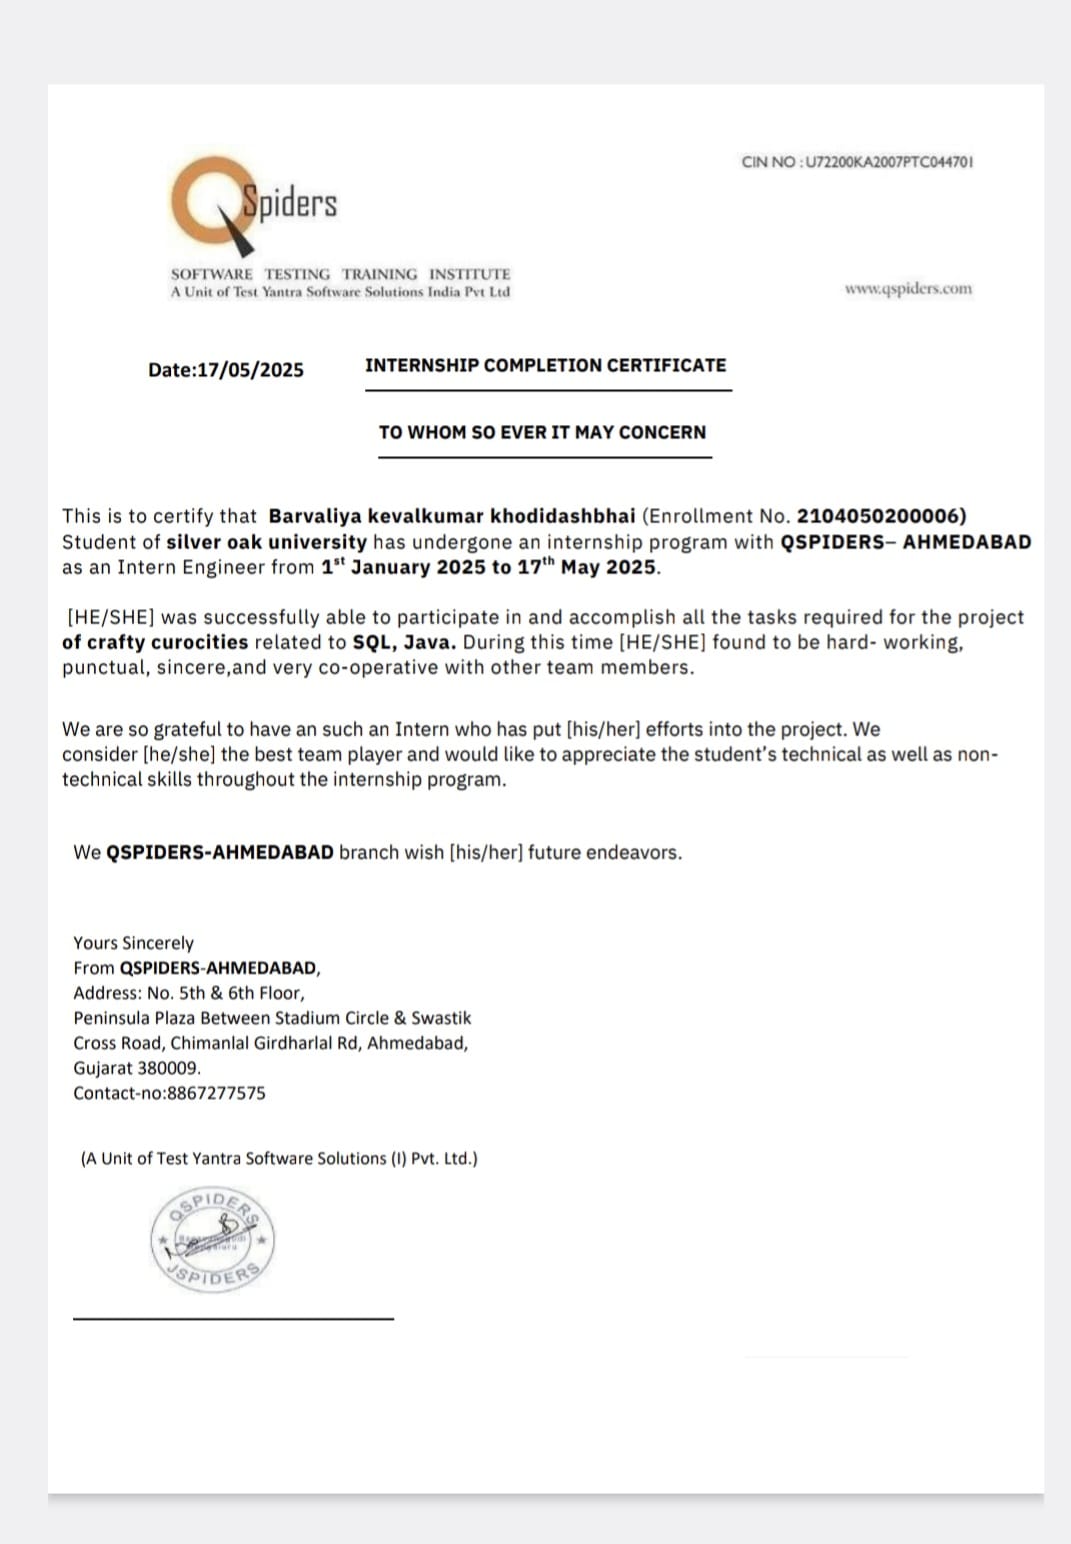 QSpiders
CIN NO : U72200KA2007PTC044701
SOFTWARE TESTING TRAINING INSTITUTE
A Unit of Test Yantra Software Solutions India Pvt Ltd
www.qspiders.com
Date:17/05/2025
INTERNSHIP COMPLETION CERTIFICATE
TO WHOM SO EVER IT MAY CONCERN
This is to certify that Barvaliya kevalkumar khodidashbhai (Enrollment No. 2104050200006)
Student of silver oak university has undergone an internship program with QSPIDERS– AHMEDABAD
as an Intern Engineer from 1st January 2025 to 17th May 2025.
[HE/SHE] was successfully able to participate in and accomplish all the tasks required for the project
of crafty curocities related to SQL, Java. During this time [HE/SHE] found to be hard- working,
punctual, sincere,and very co-operative with other team members.
We are so grateful to have an such an Intern who has put [his/her] efforts into the project. We
consider [he/she] the best team player and would like to appreciate the student's technical as well as non-
technical skills throughout the internship program.
We QSPIDERS-AHMEDABAD branch wish [his/her] future endeavors.
Yours Sincerely
From QSPIDERS-AHMEDABAD,
Address: No. 5th & 6th Floor,
Peninsula Plaza Between Stadium Circle & Swastik
Cross Road, Chimanlal Girdharlal Rd, Ahmedabad,
Gujarat 380009.
Contact-no:8867277575
(A Unit of Test Yantra Software Solutions (I) Pvt. Ltd.)
QSPIDERS
JSPIDERS